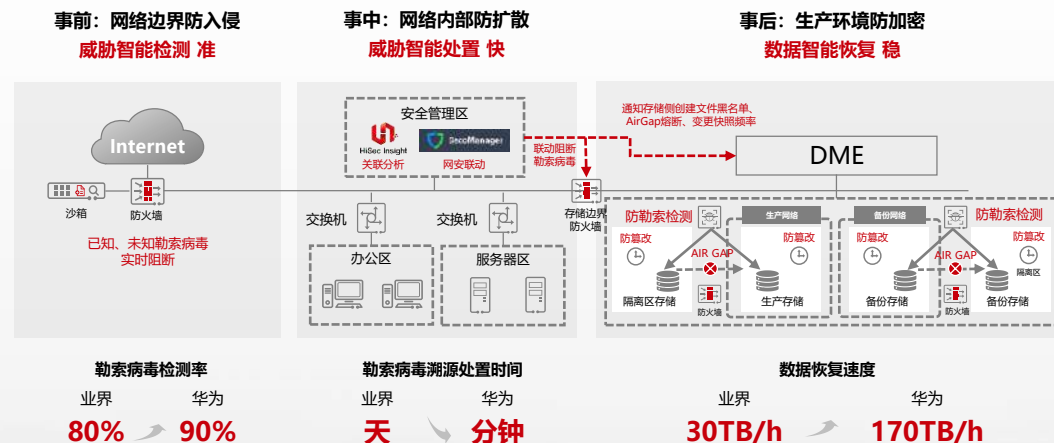 事前：网络边界防入侵
威胁智能检测 准
事中：网络内部防扩散
威胁智能处置 快
事后：生产环境防加密
数据智能恢复 稳
Internet
沙箱
防火墙
已知、未知勒索病毒
实时阻断
安全管理区
HiSec Insight
关联分析
SecoManager
网安联动
联动阻断
勒索病毒
交换机
交换机
办公区
服务器区
存储边界
防火墙
通知存储侧创建文件黑名单、
AirGap熔断、变更快照频率
DME
防勒索检测
生产网络
备份网络
防勒索检测
防篡改
防篡改
防篡改
防篡改
AIR GAP
AIR GAP
隔离区
隔离区存储
生产存储
备份存储
备份存储
防火墙
防火墙
勒索病毒检测率
业界
华为
80%
90%
勒索病毒溯源处置时间
业界
华为
天
分钟
数据恢复速度
业界
华为
30TB/h
170TB/h